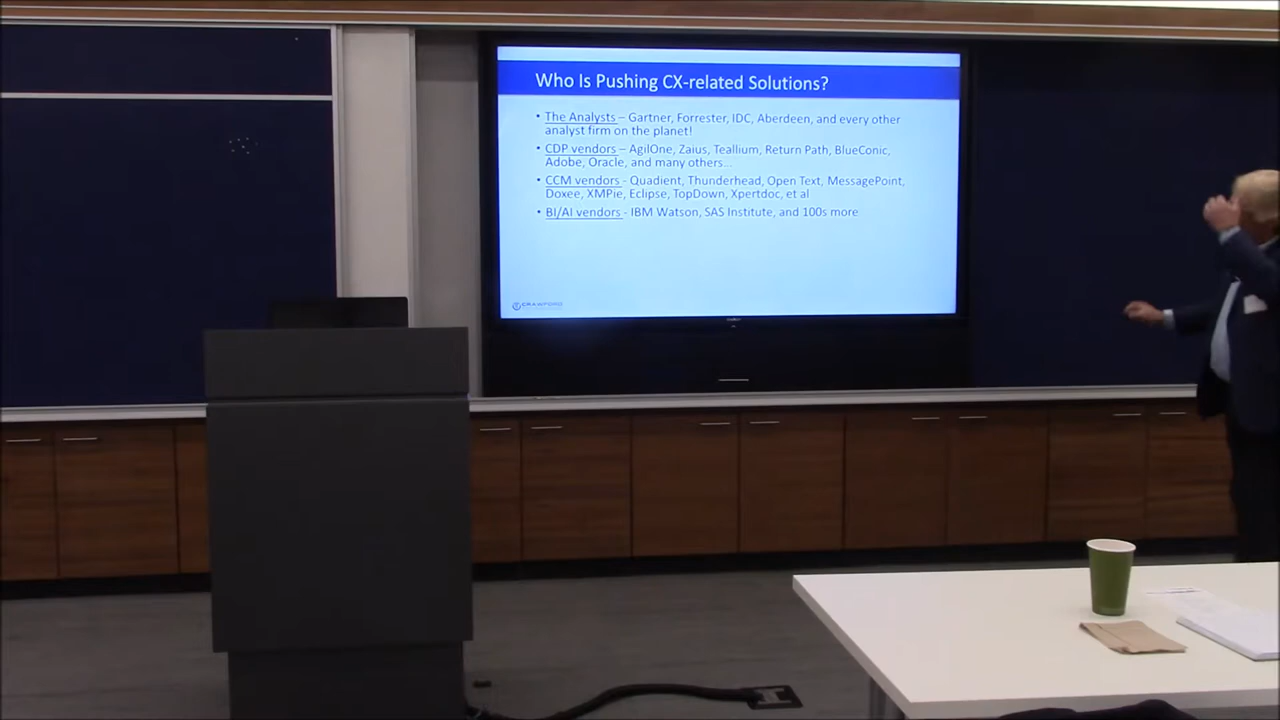 Who Is Pushing CX-related Solutions?
• The Analysts – Gartner, Forrester, IDC, Aberdeen, and every other
analyst firm on the planet!
• CDP vendors – AgilOne, Zaius, Teallium, Return Path, BlueConic,
Adobe, Oracle, and many others…
• CCM vendors - Quadient, Thunderhead, Open Text, MessagePoint,
Doxee, XMPie, Eclipse, TopDown, Xpertdoc, et al
• BI/AI vendors - IBM Watson, SAS Institute, and 100s more
CRAWFORD